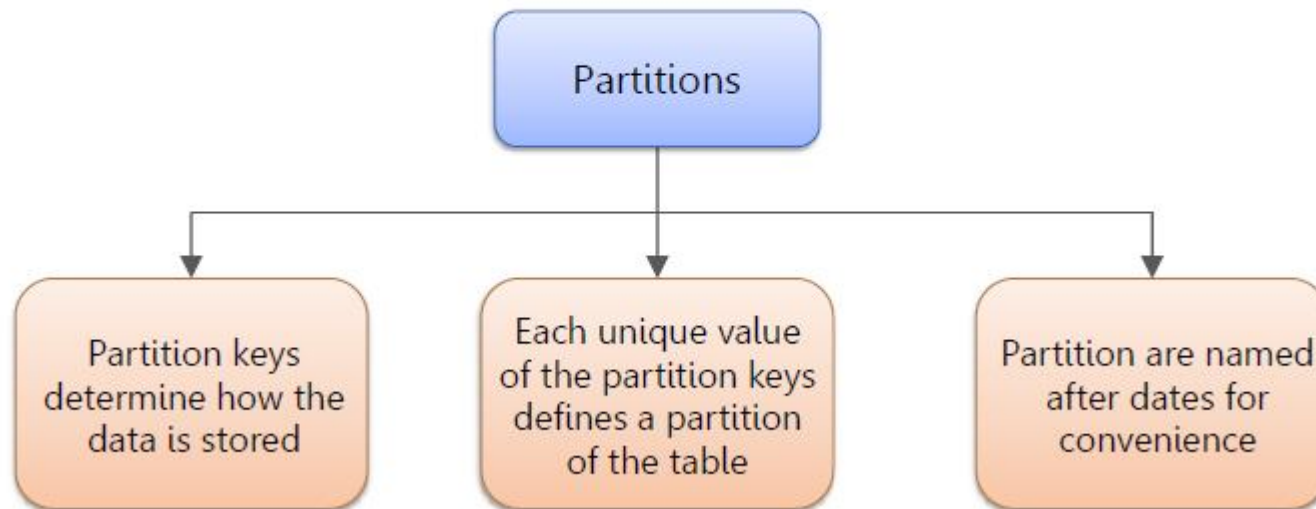 Partitions
Partition keys
determine how the
data is stored
Each unique value
of the partition keys
defines a partition
of the table
Partition are named
after dates for
convenience